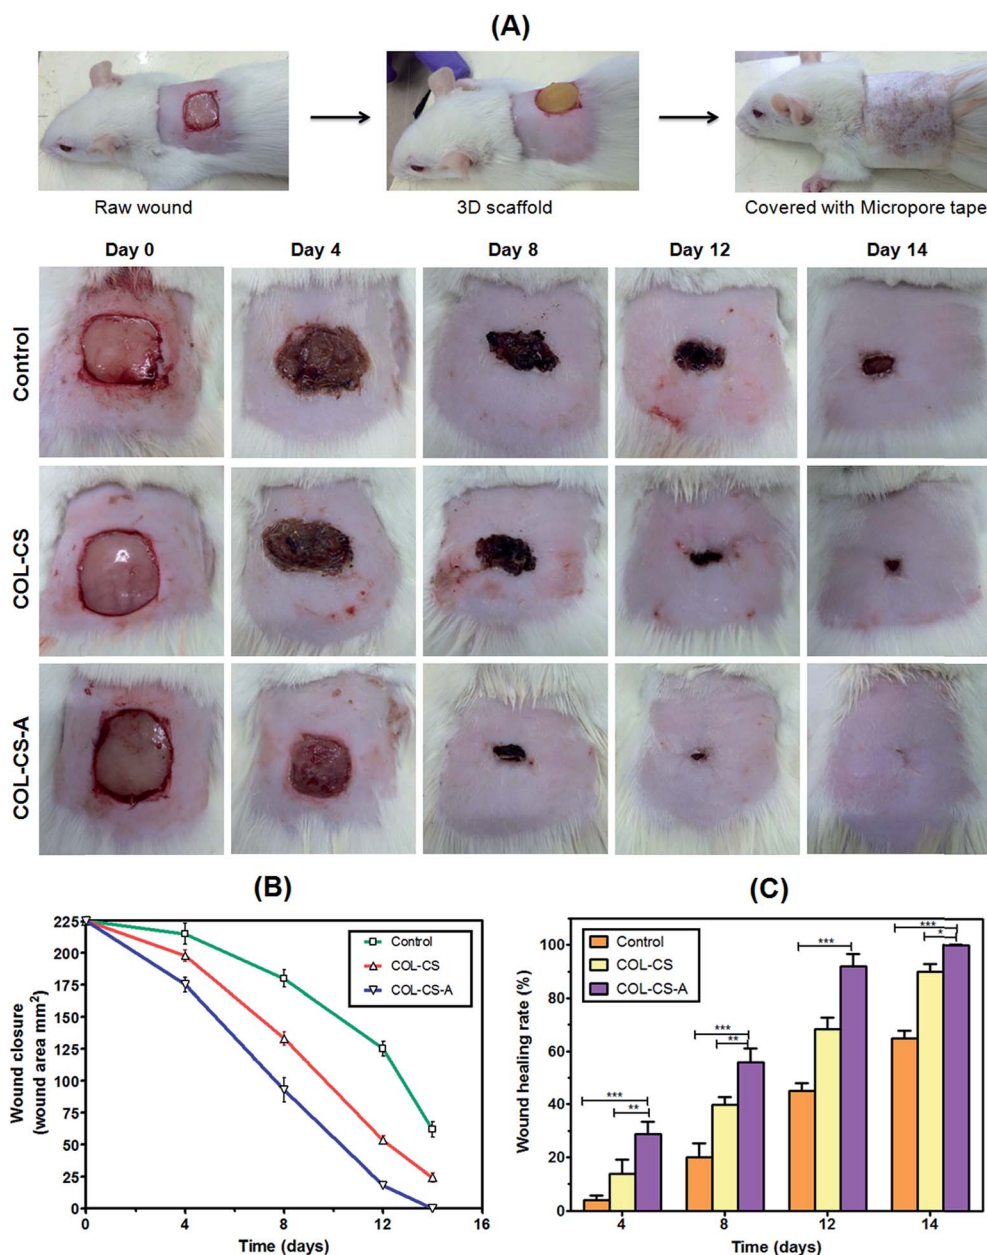 (A)
Raw wound
3D scaffold
Covered with Micropore tape
Day 0
Day 4
Day 8
Day 12
Day 14
Control
COL-CS
COL-CS-A
(B)
225
200
175
150
125
100
75
50
25
0
Wound closure
(wound area mm²)
Control
COL-CS
COL-CS-A
0
4
8
12
16
Time (days)
(C)
100
80
60
40
20
0
Wound healing rate (%)
Control
COL-CS
COL-CS-A
***
**
***
**
***
***
*
4
8
12
14
Time (days)